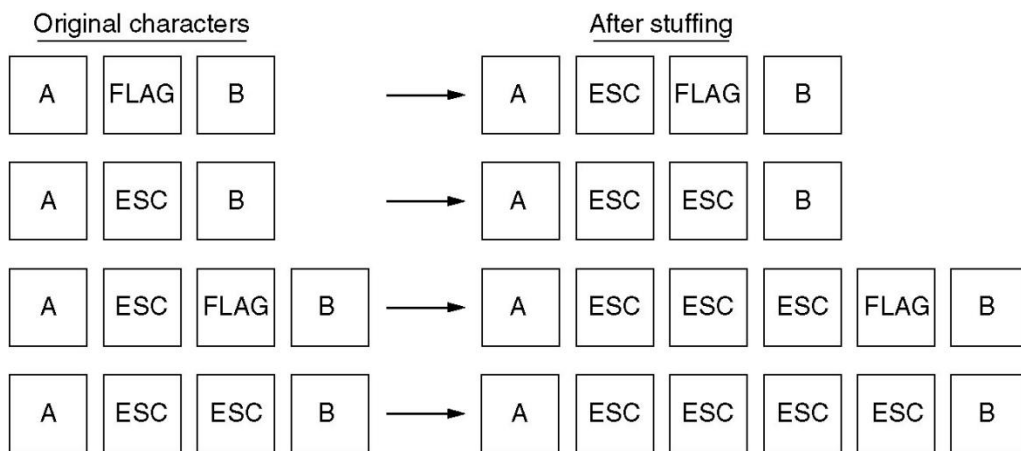 Original characters After stuffing
A FLAG B A ESC FLAG B
A ESC B A ESC ESC B
A ESC FLAG B A ESC ESC ESC FLAG B
A ESC ESC B A ESC ESC ESC ESC B